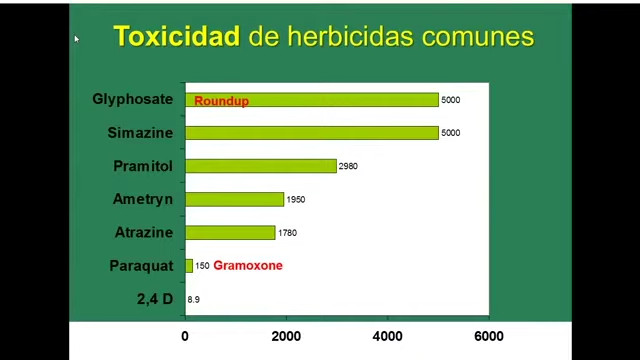 Toxicidad de herbicidas comunes
Glyphosate Roundup 5000
Simazine 5000
Pramitol 2980
Ametryn 1950
Atrazine 1780
Paraquat 150 Gramoxone
2,4 D 8.9
0 2000 4000 6000